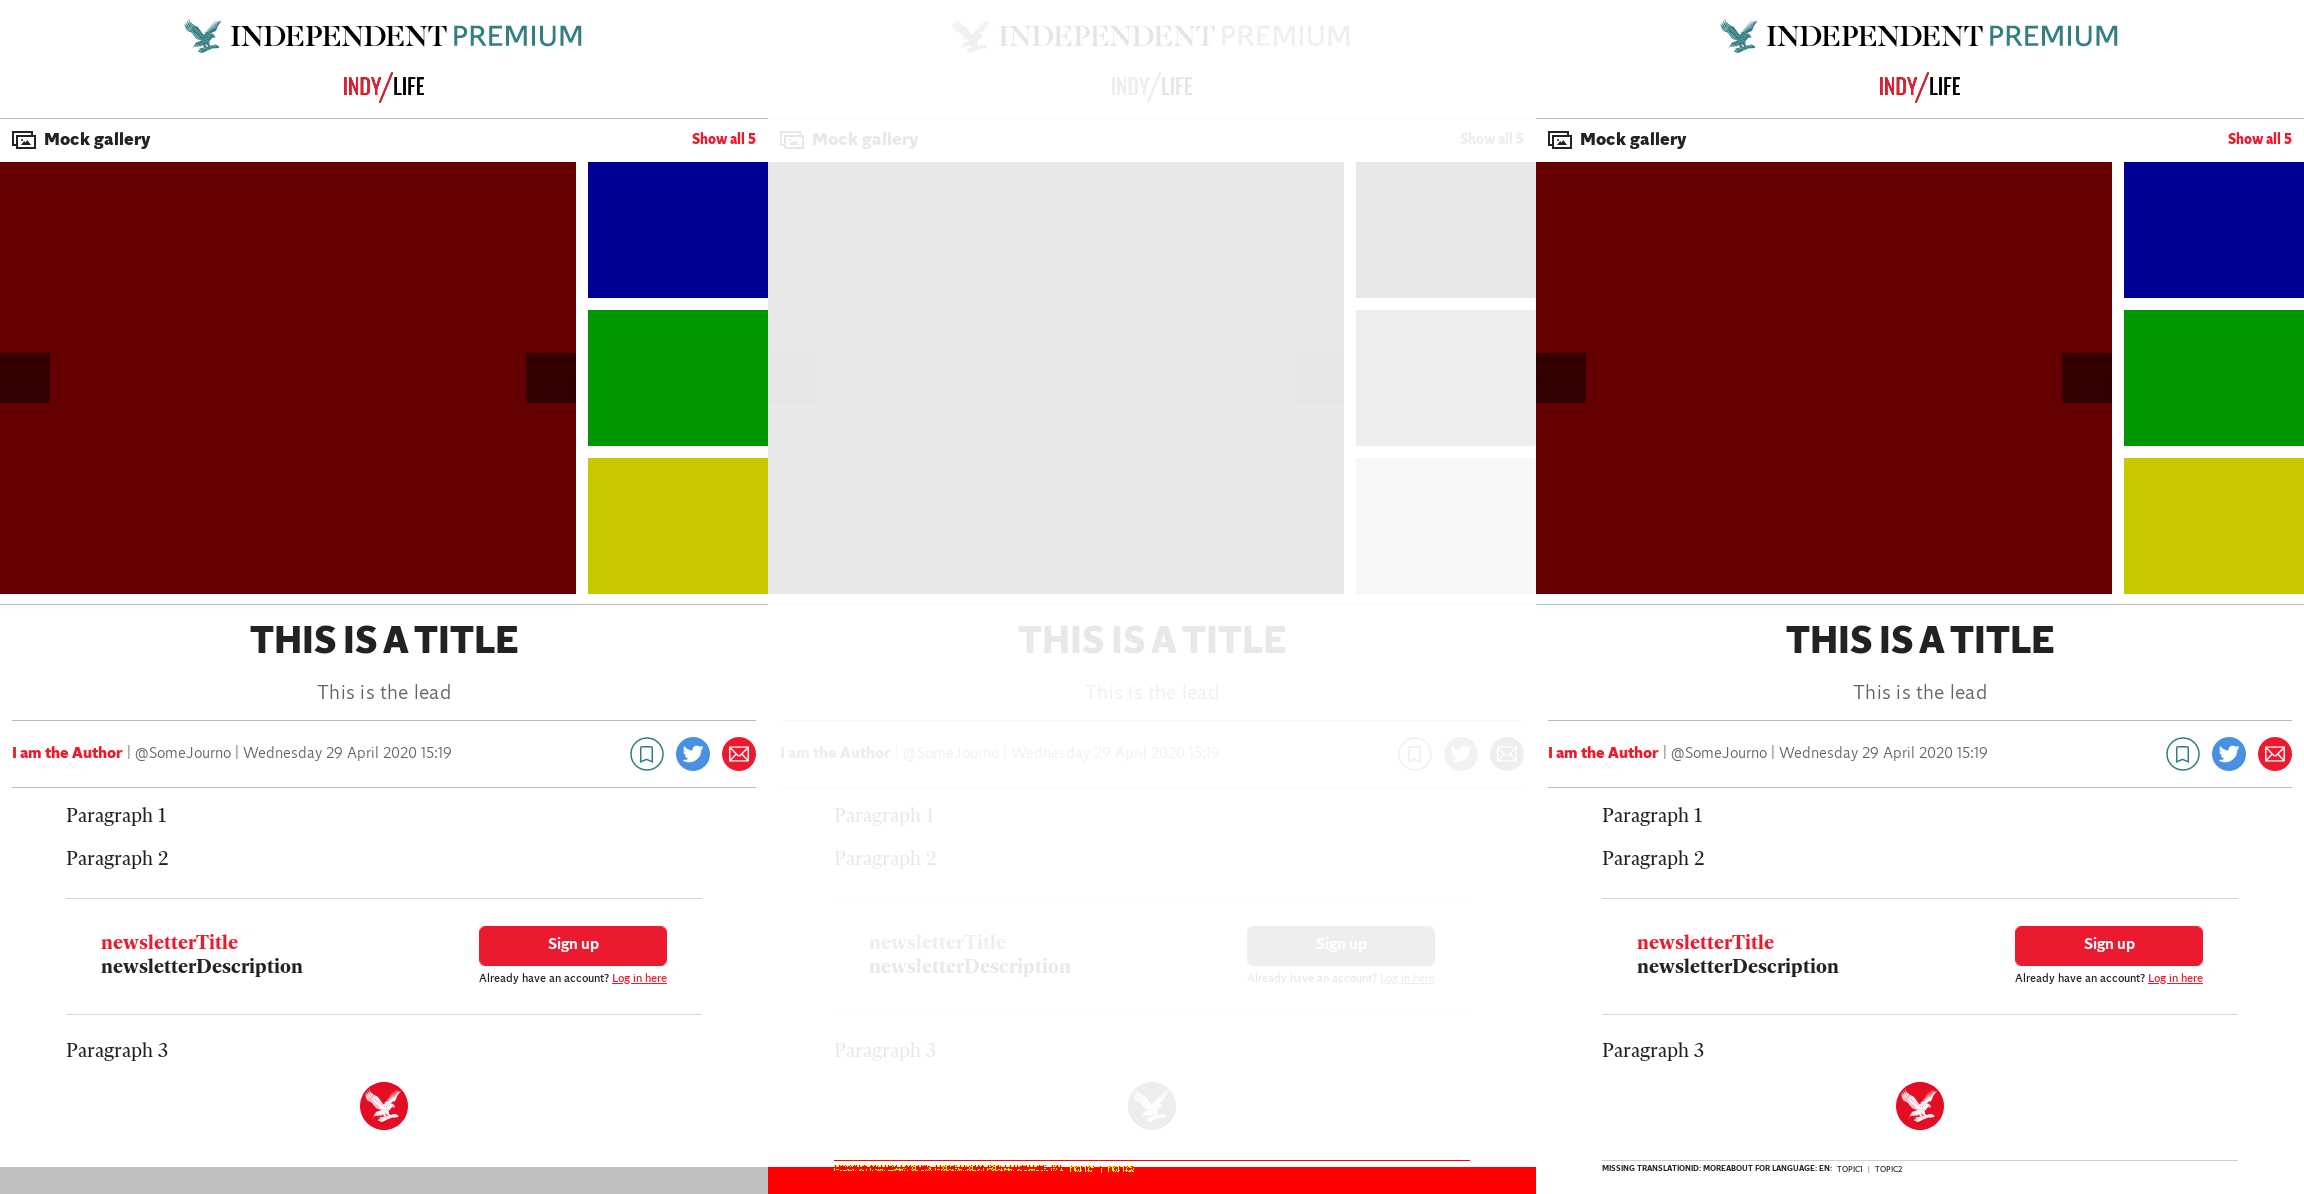 INDEPENDENT PREMIUM
INDY/LIFE
Mock gallery
Show all 5
THIS IS A TITLE
This is the lead
I am the Author | @SomeJourno | Wednesday 29 April 2020 15:19
Paragraph 1
Paragraph 2
newsletterTitle
newsletterDescription
Sign up
Already have an account? Log in here
Paragraph 3
INDEPENDENT PREMIUM
INDY/LIFE
Mock gallery
Show all 5
THIS IS A TITLE
This is the lead
I am the Author | @SomeJourno | Wednesday 29 April 2020 15:19
Paragraph 1
Paragraph 2
newsletterTitle
newsletterDescription
Sign up
Already have an account? Log in here
Paragraph 3
INDEPENDENT PREMIUM
INDY/LIFE
Mock gallery
Show all 5
THIS IS A TITLE
This is the lead
I am the Author | @SomeJourno | Wednesday 29 April 2020 15:19
Paragraph 1
Paragraph 2
newsletterTitle
newsletterDescription
Sign up
Already have an account? Log in here
Paragraph 3
MISSING TRANSLATIONID: MOREABOUT FOR LANGUAGE: EN: TOPIC1 | TOPIC2